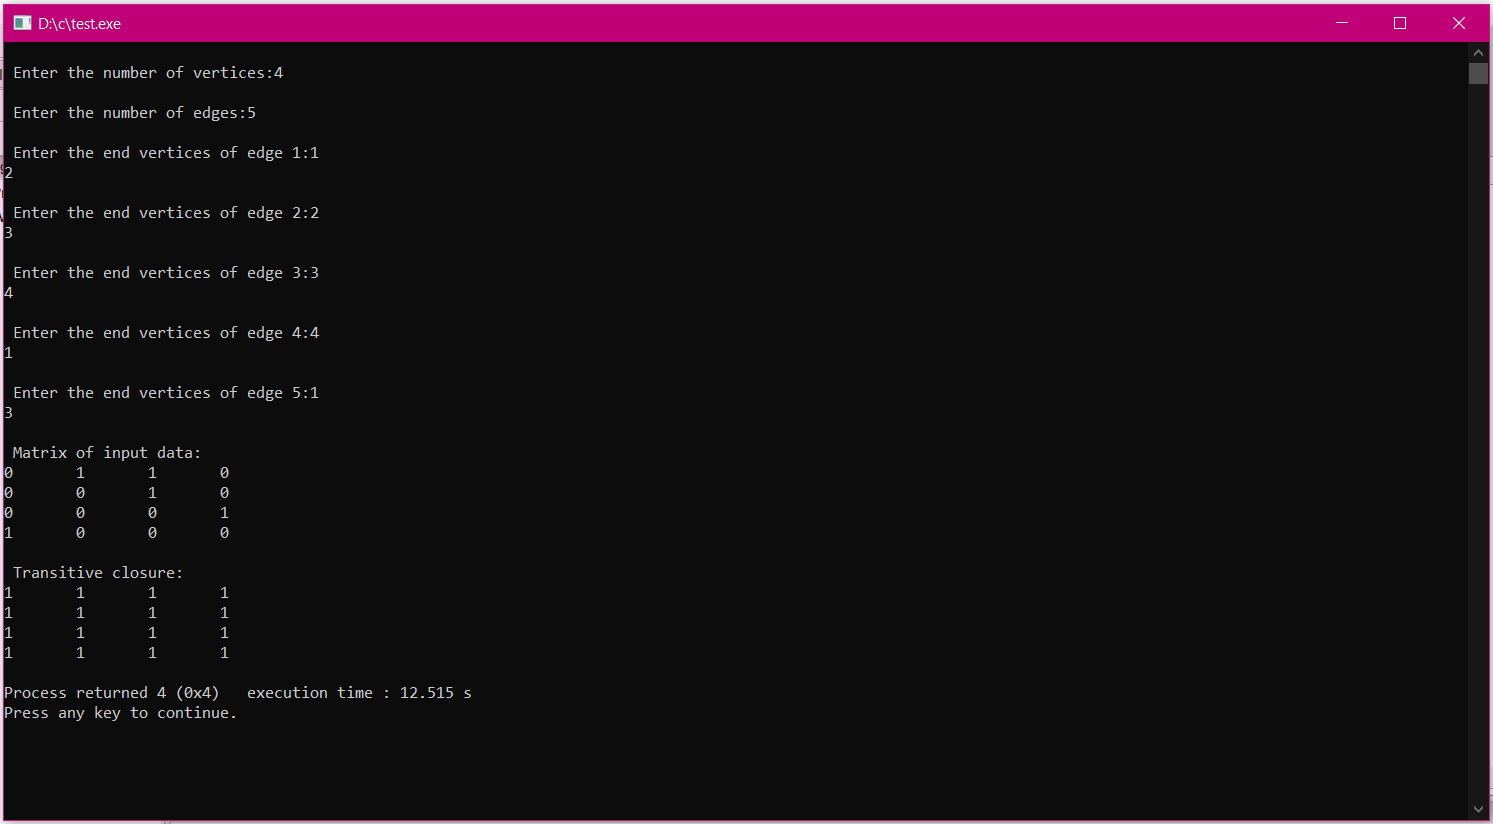 D:\c\test.exe
Enter the number of vertices:4
Enter the number of edges:5
Enter the end vertices of edge 1:1
2
Enter the end vertices of edge 2:2
3
Enter the end vertices of edge 3:3
4
Enter the end vertices of edge 4:4
1
Enter the end vertices of edge 5:1
3
Matrix of input data:
0 1 1 0
0 0 1 0
0 0 0 1
1 0 0 0
Transitive closure:
1 1 1 1
1 1 1 1
1 1 1 1
1 1 1 1
Process returned 4 (0x4)   execution time : 12.515 s
Press any key to continue.